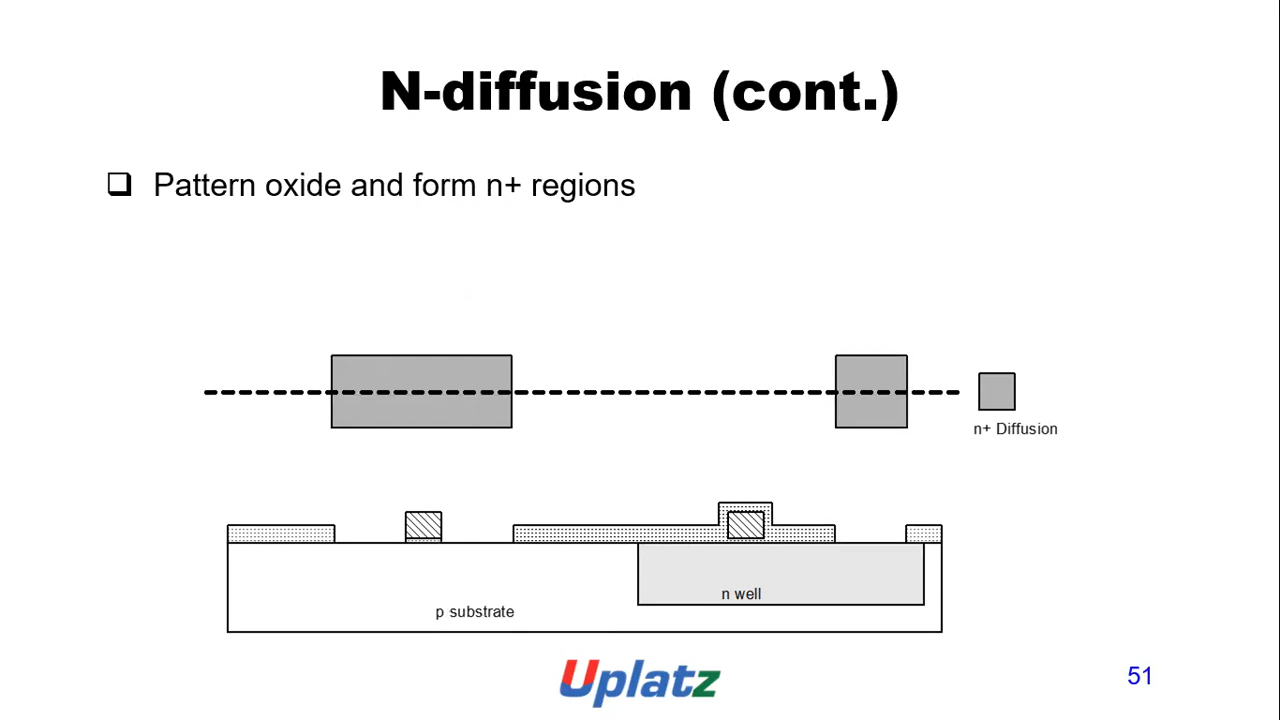 N-diffusion (cont.)
Pattern oxide and form n+ regions
n+ Diffusion
n well
p substrate
Uplatz
51